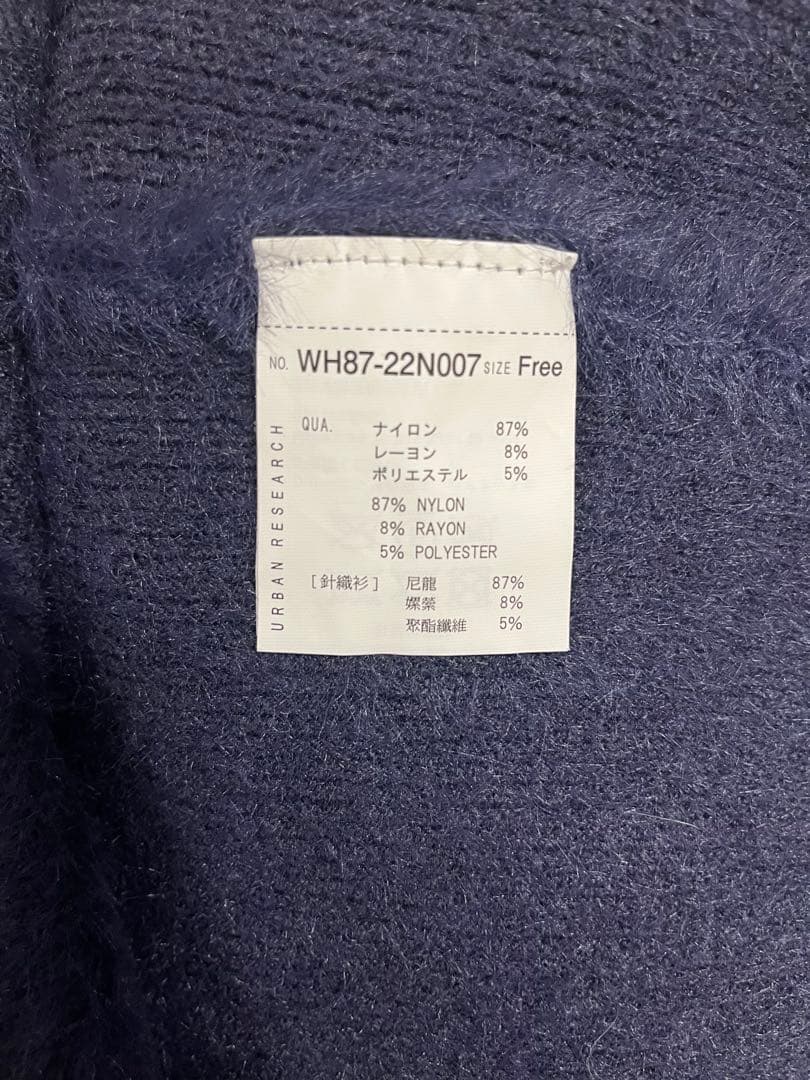 NO. WH87-22N007 SIZE Free
URBAN RESEARCH
QUA. ナイロン 87%
レーヨン 8%
ポリエステル 5%
87% NYLON
8% RAYON
5% POLYESTER
[針織衫] 尼龍 87%
嫘縈 8%
聚酯纖維 5%